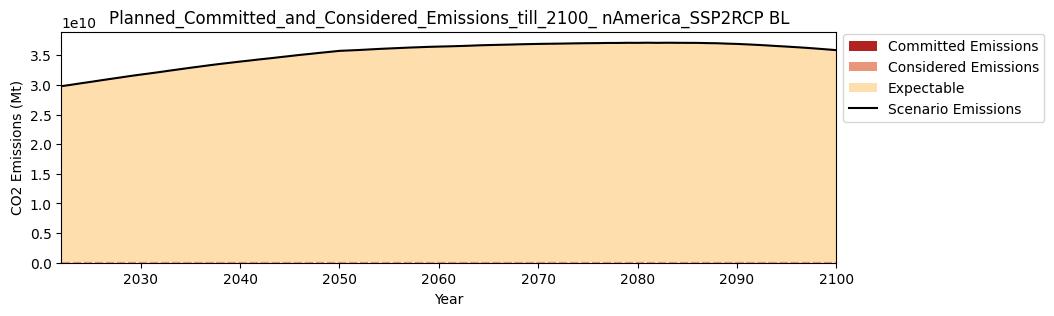 Planned_Committed_and_Considered_Emissions_till_2100_ nAmerica_SSP2RCP BL
1e10
3.5
3.0
2.5
2.0
1.5
1.0
0.5
0.0
CO2 Emissions (Mt)
2030 2040 2050 2060 2070 2080 2090 2100
Year
Committed Emissions
Considered Emissions
Expectable
Scenario Emissions